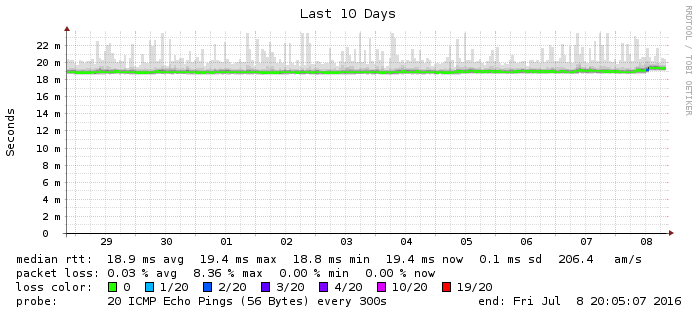 Last 10 Days
RRDTOOL / TOBI OETIKER
Seconds
22 m
20 m
18 m
16 m
14 m
12 m
10 m
8 m
6 m
4 m
2 m
0
29 30 01 02 03 04 05 06 07 08
median rtt: 18.9 ms avg 19.4 ms max 18.8 ms min 19.4 ms now 0.1 ms sd 206.4 am/s
packet loss: 0.03 % avg 8.36 % max 0.00 % min 0.00 % now
loss color: 0 1/20 2/20 3/20 4/20 10/20 19/20
probe: 20 ICMP Echo Pings (56 Bytes) every 300s end: Fri Jul 8 20:05:07 2016